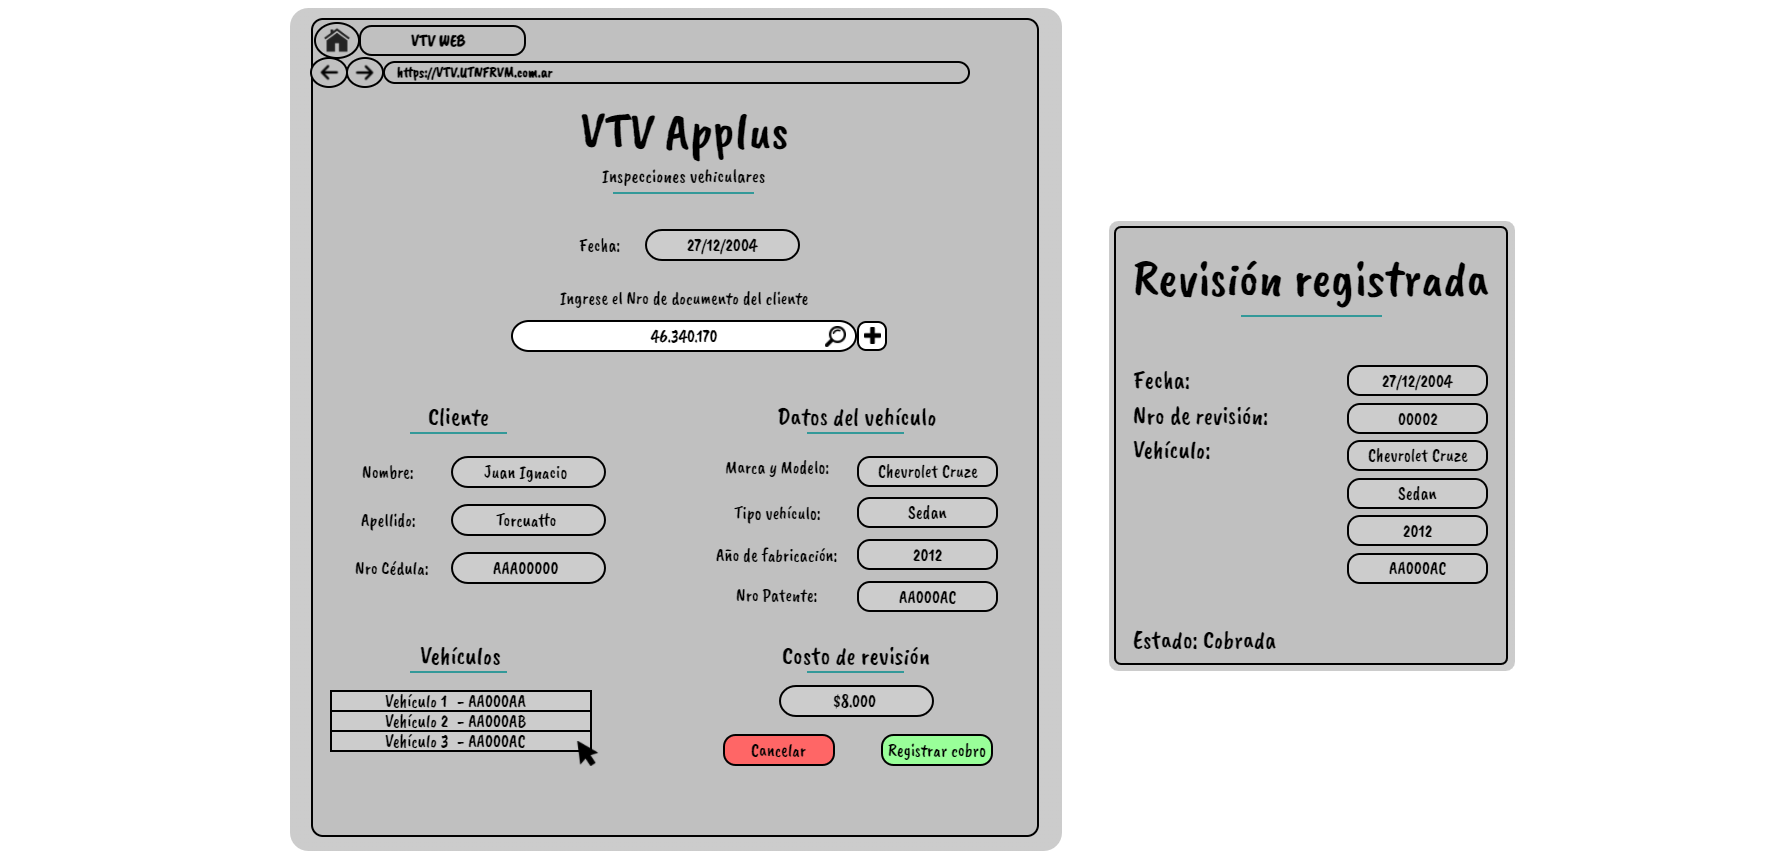 VTV WEB
https://VTV.UTNFRVM.com.ar
VTV Applus
Inspecciones vehiculares
Fecha: 27/12/2004
Ingrese el Nro de documento del cliente
46.340.170
Cliente
Nombre: Juan Ignacio
Apellido: Torcuatto
Nro Cédula: AAA00000
Datos del vehículo
Marca y Modelo: Chevrolet Cruze
Tipo vehículo: Sedan
Año de fabricación: 2012
Nro Patente: AA000AC
Vehículos
Vehículo 1 - AA000AA
Vehículo 2 - AA000AB
Vehículo 3 - AA000AC
Costo de revisión
$8.000
Cancelar
Registrar cobro
Revisión registrada
Fecha: 27/12/2004
Nro de revisión: 00002
Vehículo: Chevrolet Cruze
Sedan
2012
AA000AC
Estado: Cobrada